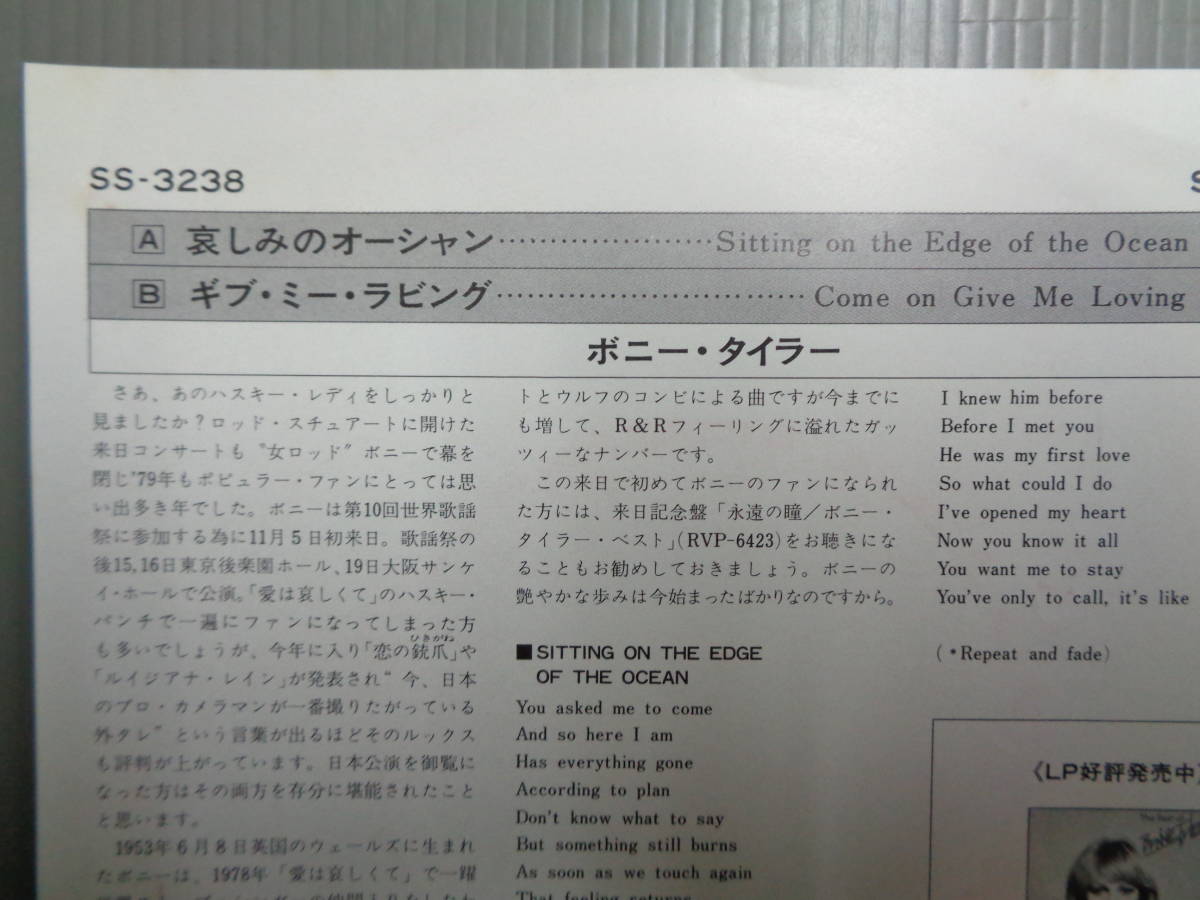 SS-3238
A 哀しみのオーシャン……………………Sitting on the Edge of the Ocean
B ギブ・ミー・ラビング……………………………Come on Give Me Loving
ボニー・タイラー
さあ、あのハスキー・レディをしっかりと
見ましたか?ロッド・スチュアートに開けた
来日コンサートも〝女ロッド〞ボニーで幕を
閉じ'79年もポピュラー・ファンにとっては思
い出多き年でした。ボニーは第10回世界歌謡
祭に参加する為に11月5日初来日。歌謡祭の
後15,16日東京後楽園ホール、19日大阪サンケ
イ・ホールで公演。「愛は哀しくて」のハスキー・
パンチで一遍にファンになってしまった方
も多いでしょうが、今年に入り「恋の銃爪」や
ひきがね
「ルイジアナ・レイン」が発表され〝今、日本
のプロ・カメラマンが一番撮りたがっている
外タレ〞という言葉が出るほどそのルックス
も評判が上がっています。日本公演を御覧に
なった方はその両方を存分に堪能されたこと
と思います。
1953年6月8日英国のウェールズに生まれ
たボニーは、1978年「愛は哀しくて」で一躍
トとウルフのコンビによる曲ですが今までに
も増して、R&Rフィーリングに溢れたガッ
ツィーなナンバーです。
この来日で初めてボニーのファンになられ
た方には、来日記念盤「永遠の瞳/ボニー・
タイラー・ベスト」(RVP-6423)をお聴きにな
ることもお勧めしておきましょう。ボニーの
艶やかな歩みは今始まったばかりなのですから。
■SITTING ON THE EDGE
OF THE OCEAN
You asked me to come
And so here I am
Has everything gone
According to plan
Don't know what to say
But something still burns
As soon as we touch again
That feeling returns
I knew him before
Before I met you
He was my first love
So what could I do
I've opened my heart
Now you know it all
You want me to stay
You've only to call, it's like
(*Repeat and fade)
《LP好評発売中》